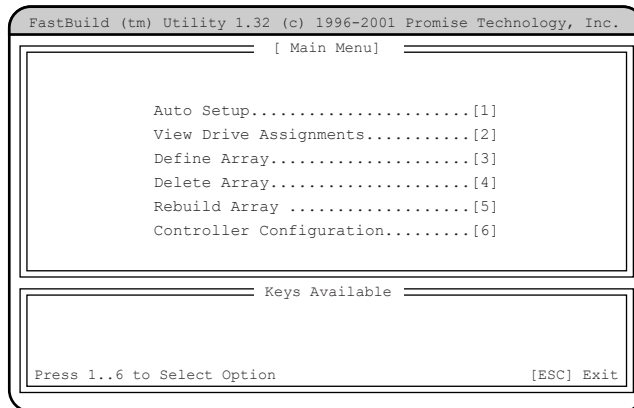 FastBuild (tm) Utility 1.32 (c) 1996-2001 Promise Technology, Inc.
[ Main Menu]
Auto Setup.......................[1]
View Drive Assignments...........[2]
Define Array.....................[3]
Delete Array.....................[4]
Rebuild Array ...................[5]
Controller Configuration.........[6]
Keys Available
Press 1..6 to Select Option [ESC] Exit